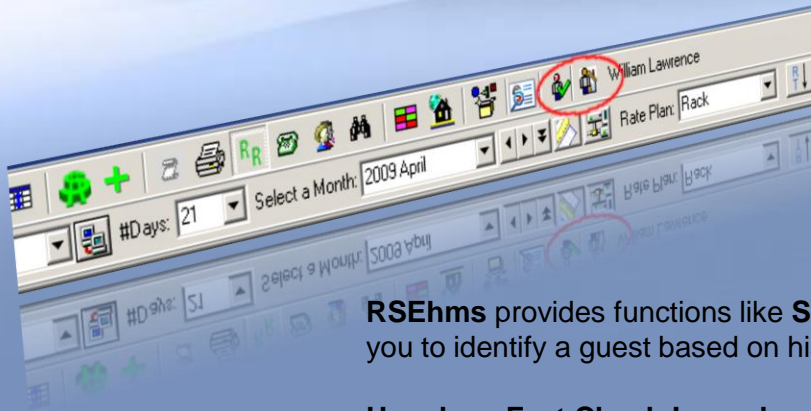 William Lawrence
R R
#Days: 21 Select a Month: 2009 April Rate Plan: Rack
RSEhms provides functions like S
you to identify a guest based on hi